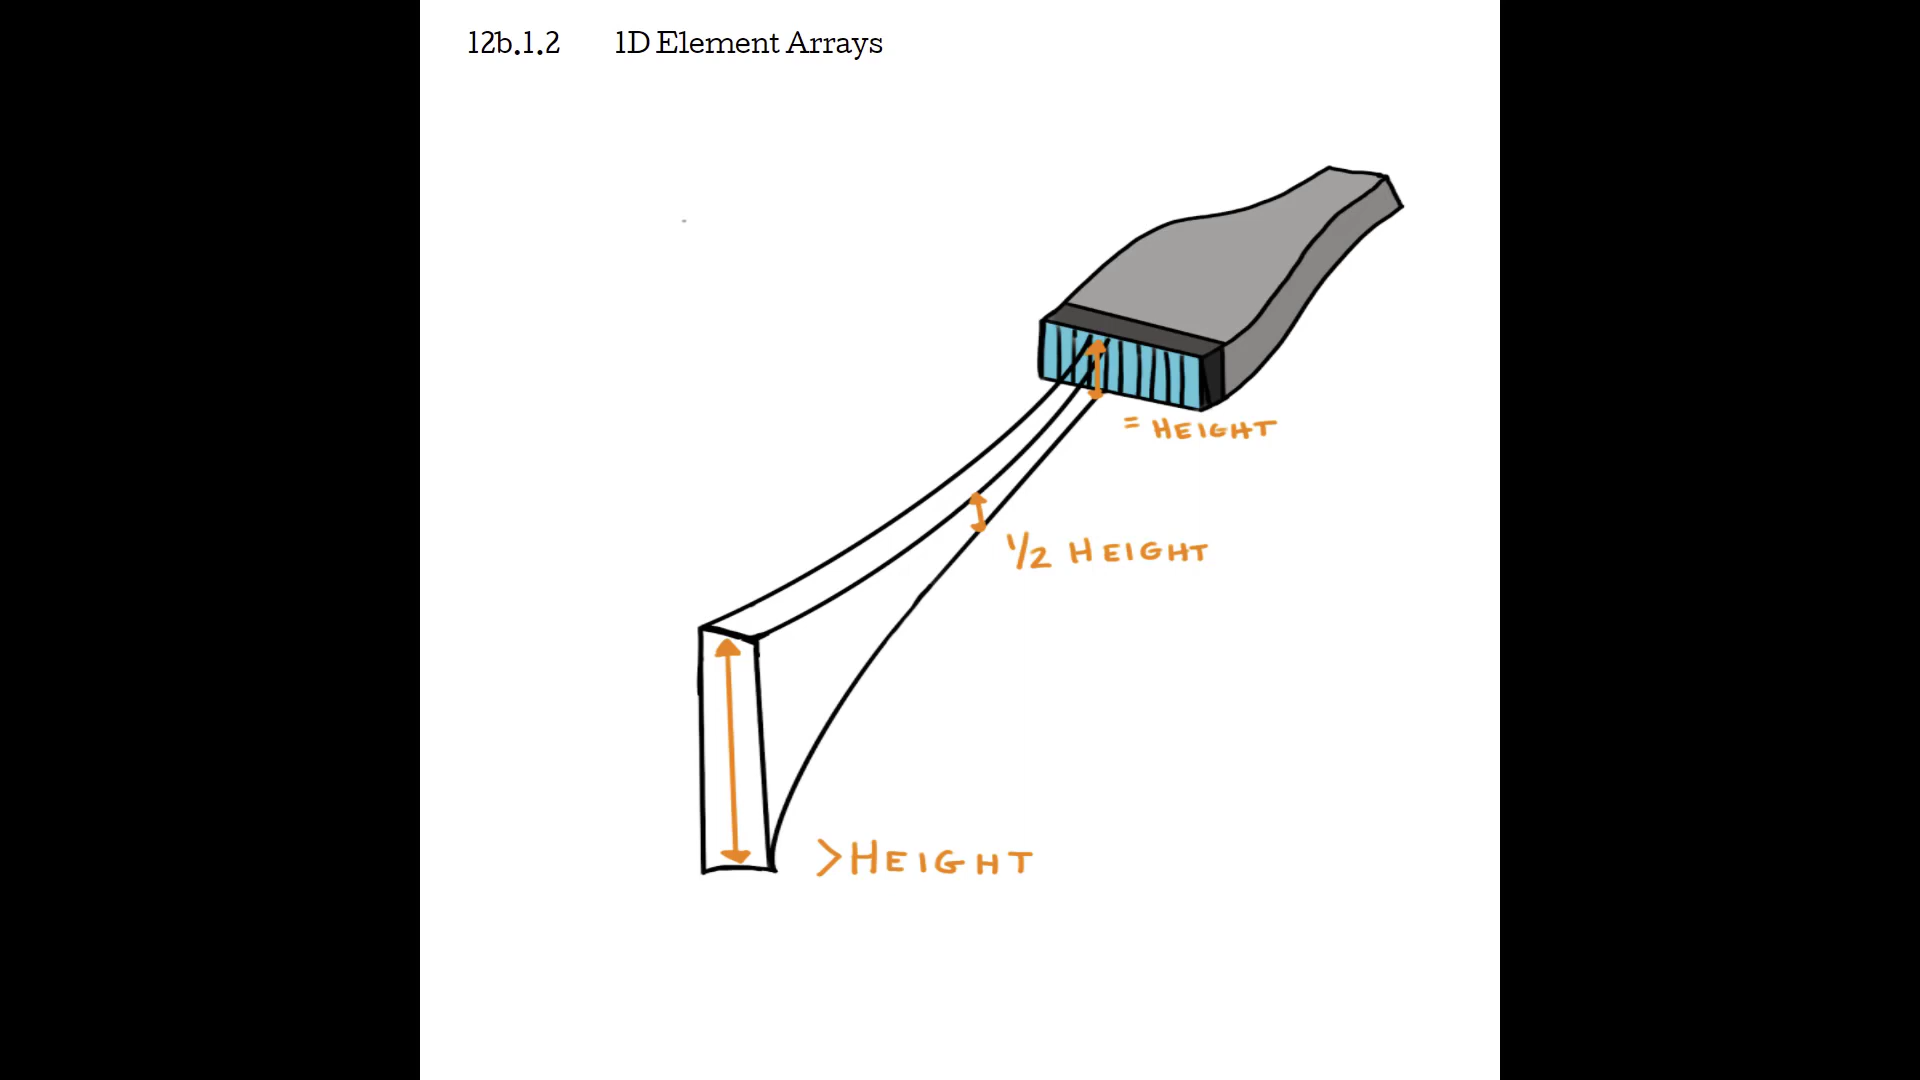 12b.1.2 1D Element Arrays
= HEIGHT
1/2 HEIGHT
>HEIGHT